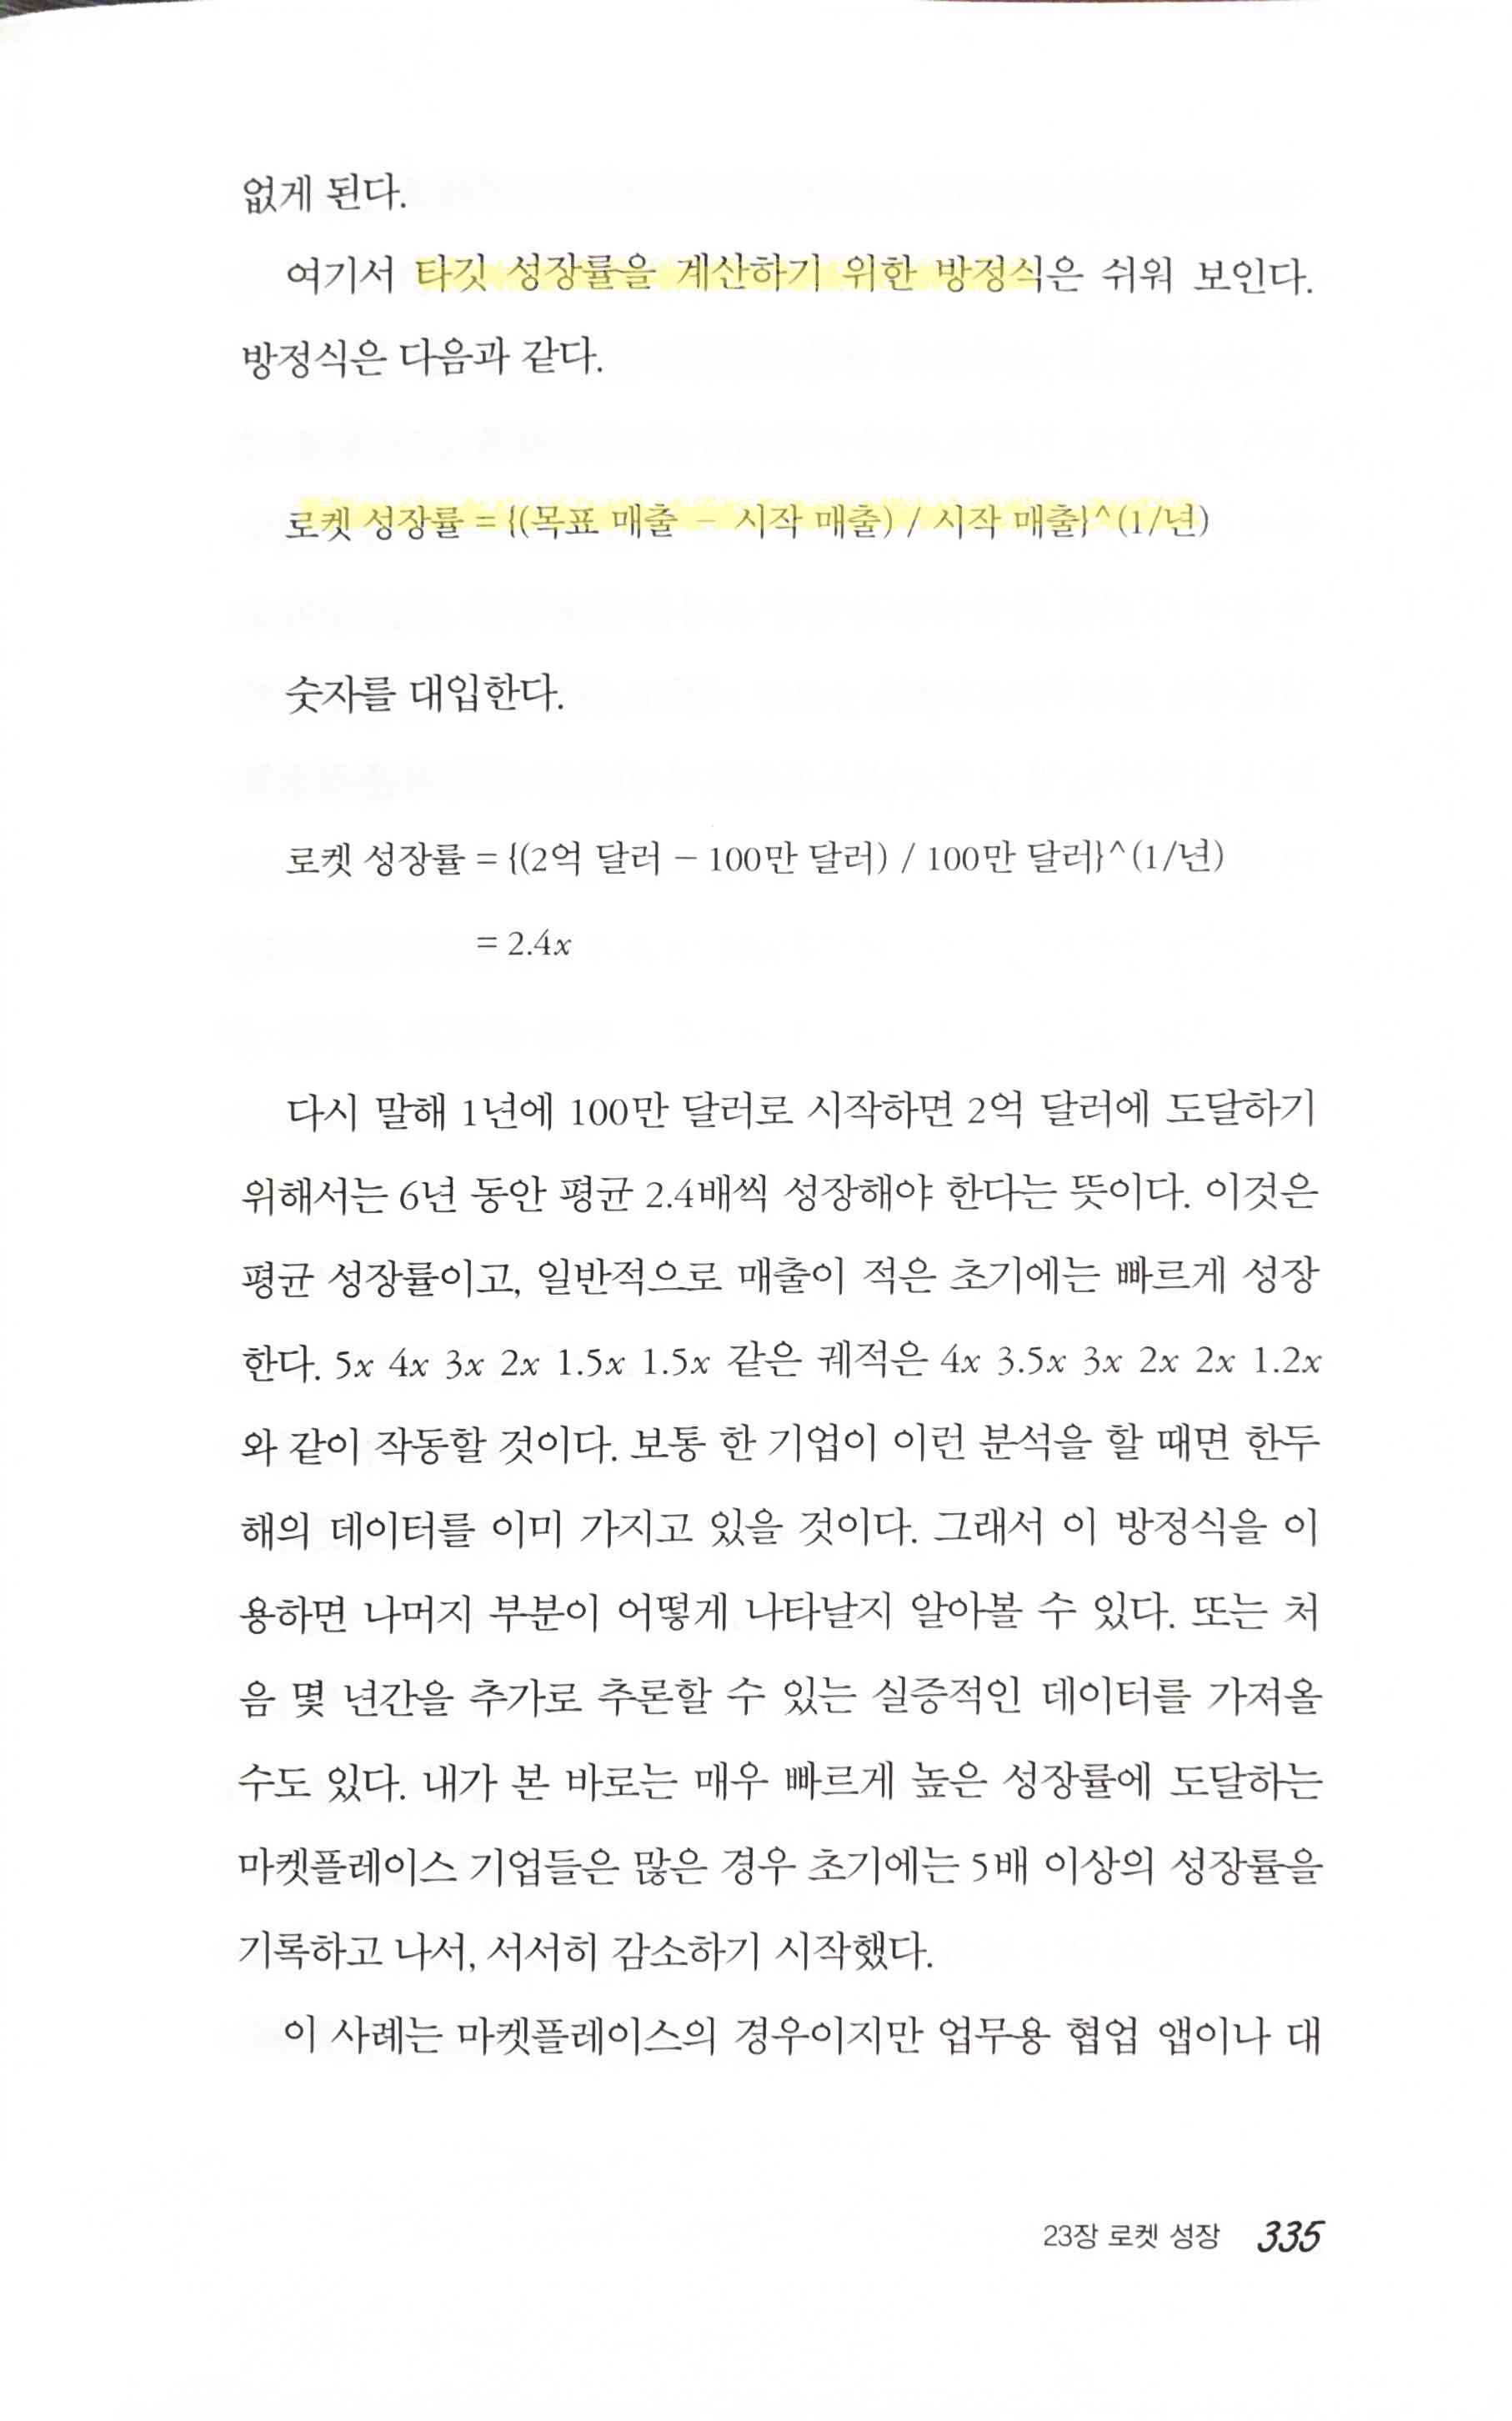 없게 된다.
여기서 타깃 성장률을 계산하기 위한 방정식은 쉬워 보인다.
방정식은 다음과 같다.
로켓 성장률 = {(목표 매출 – 시작 매출) / 시작 매출}^(1/년)
숫자를 대입한다.
로켓 성장률 = {(2억 달러 – 100만 달러) / 100만 달러}^(1/년)
= 2.4x
다시 말해 1년에 100만 달러로 시작하면 2억 달러에 도달하기
위해서는 6년 동안 평균 2.4배씩 성장해야 한다는 뜻이다. 이것은
평균 성장률이고, 일반적으로 매출이 적은 초기에는 빠르게 성장
한다. 5x 4x 3x 2x 1.5x 1.5x 같은 궤적은 4x 3.5x 3x 2x 2x 1.2x
와 같이 작동할 것이다. 보통 한 기업이 이런 분석을 할 때면 한두
해의 데이터를 이미 가지고 있을 것이다. 그래서 이 방정식을 이
용하면 나머지 부분이 어떻게 나타날지 알아볼 수 있다. 또는 처
음 몇 년간을 추가로 추론할 수 있는 실증적인 데이터를 가져올
수도 있다. 내가 본 바로는 매우 빠르게 높은 성장률에 도달하는
마켓플레이스 기업들은 많은 경우 초기에는 5배 이상의 성장률을
기록하고 나서, 서서히 감소하기 시작했다.
이 사례는 마켓플레이스의 경우이지만 업무용 협업 앱이나 대
23장 로켓 성장 335